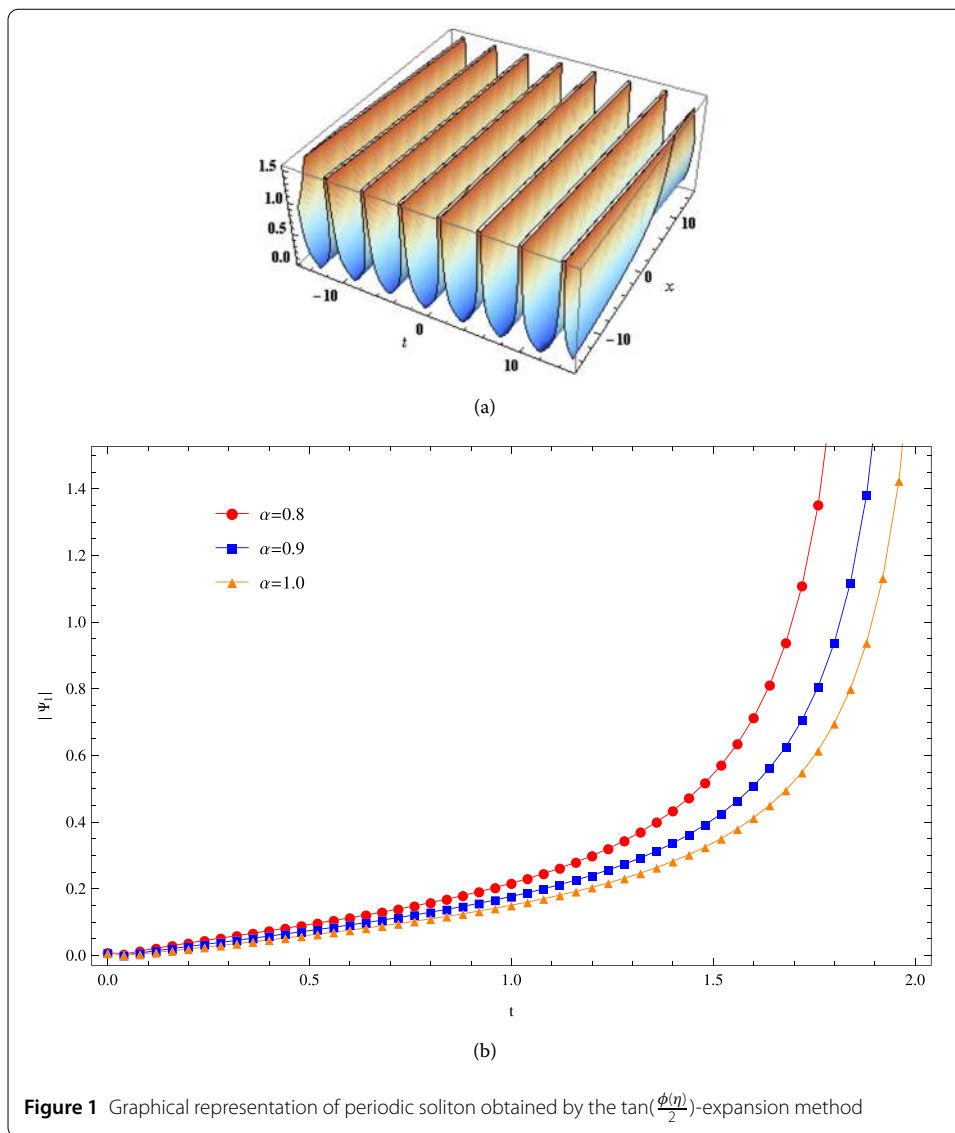 1.5
1.0
0.5
0.0
−10
0
10
t
10
0
−10
x
(a)
1.4
1.2
1.0
0.8
0.6
0.4
0.2
0.0
|Ψ₁|
α=0.8
α=0.9
α=1.0
0.0 0.5 1.0 1.5 2.0
t
(b)
Figure 1 Graphical representation of periodic soliton obtained by the tan(ϕ(η)/2)-expansion method